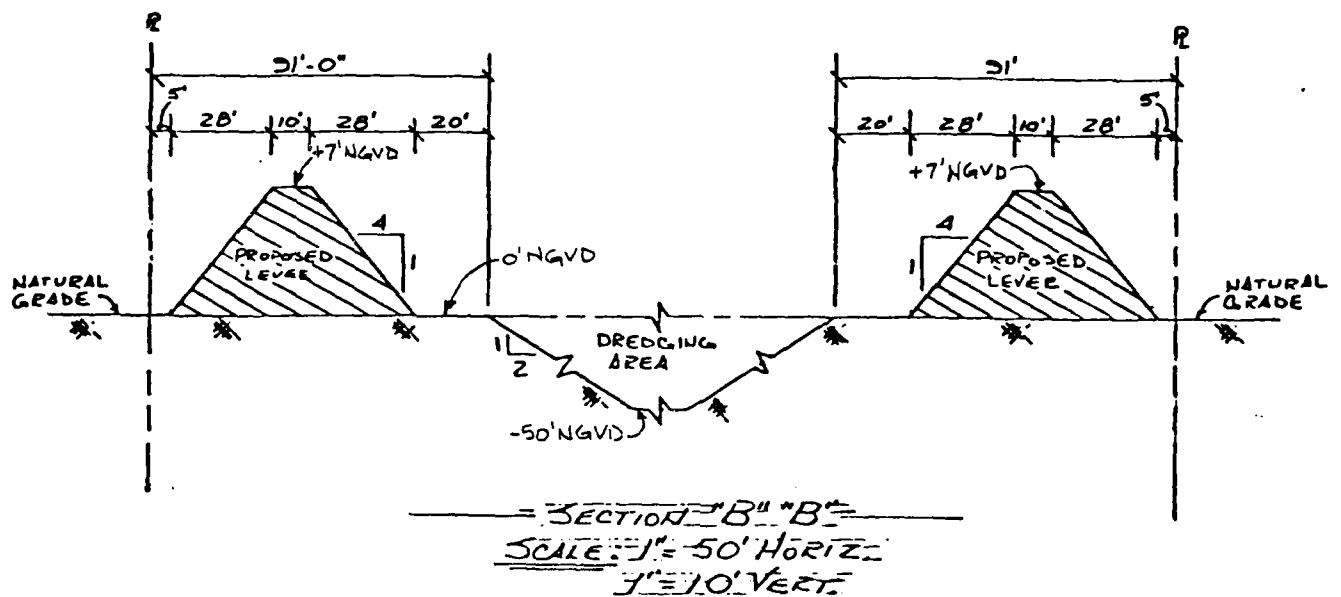 PL
PL
91'-0"
91'
5'
28'
10'
28'
20'
20'
28'
10'
28'
5'
+7' NGVD
+7' NGVD
4
1
4
1
PROPOSED
LEVEE
PROPOSED
LEVEE
0' NGVD
NATURAL
GRADE
NATURAL
GRADE
1
2
DREDGING
AREA
-50' NGVD
SECTION "B" "B"
SCALE: 1" = 50' HORIZ.
1" = 10' VERT.